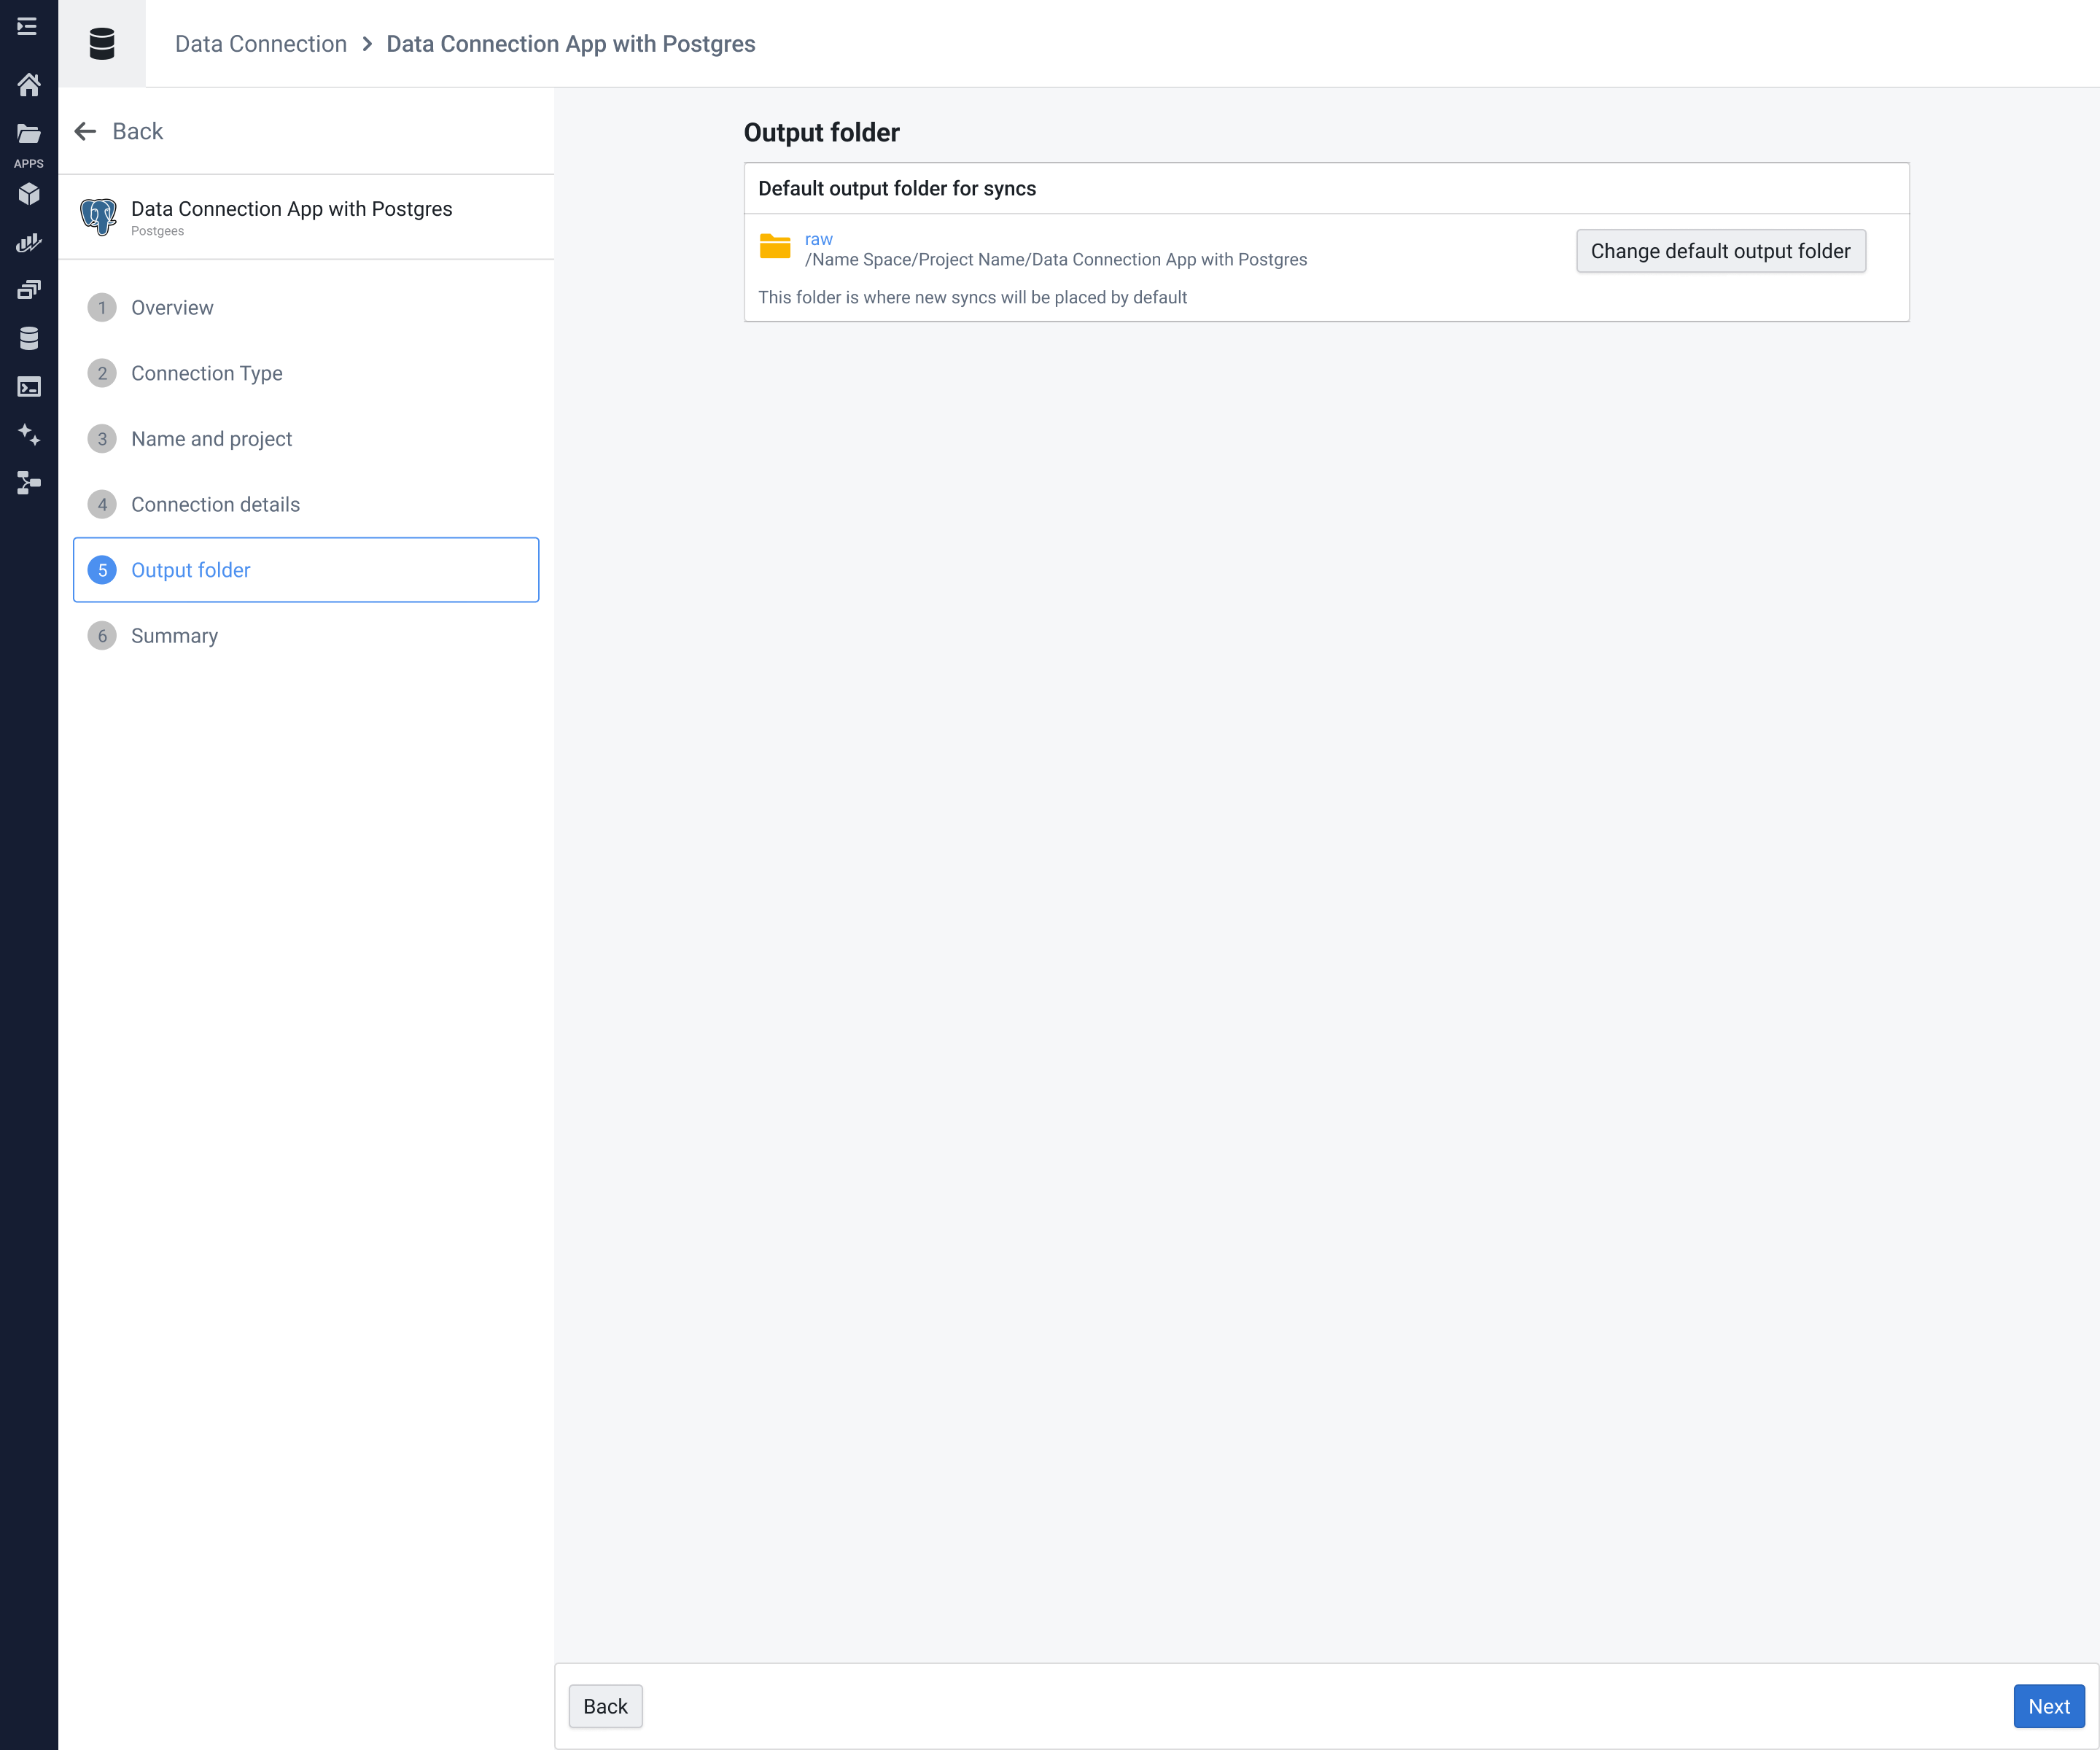 Data Connection > Data Connection App with Postgres
APPS
Back
Data Connection App with Postgres
Postgees
1 Overview
2 Connection Type
3 Name and project
4 Connection details
5 Output folder
6 Summary
Output folder
Default output folder for syncs
raw
/Name Space/Project Name/Data Connection App with Postgres
Change default output folder
This folder is where new syncs will be placed by default
Back
Next